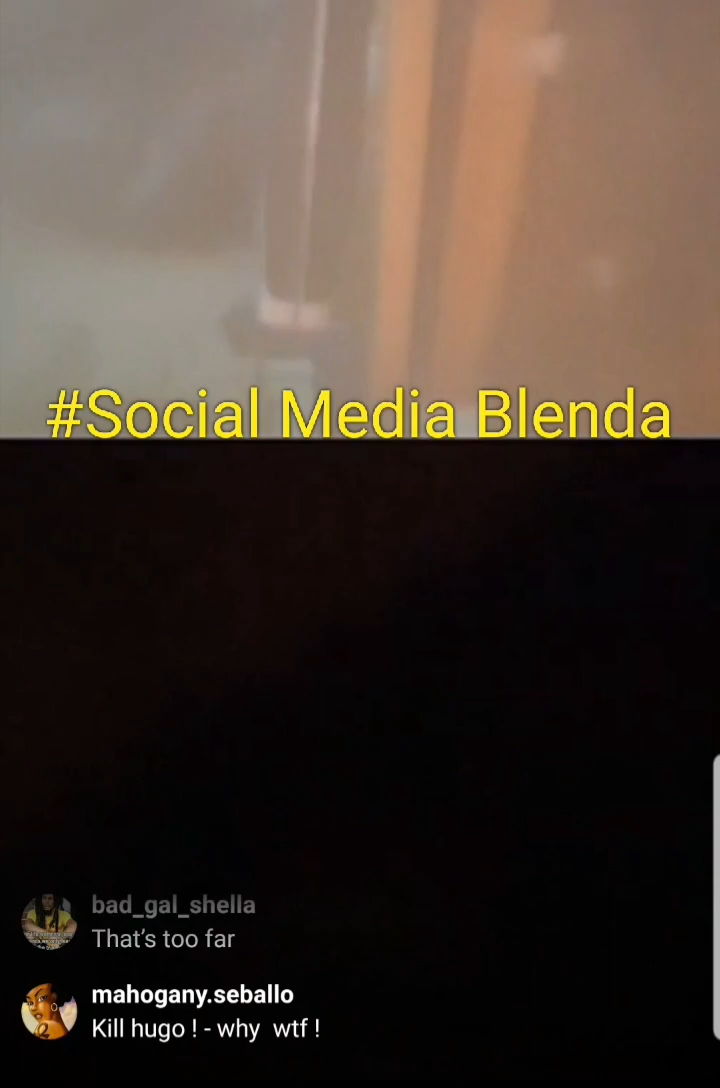 #Social Media Blenda
bad_gal_shella
That’s too far
mahogany.seballo
Kill hugo ! - why  wtf !